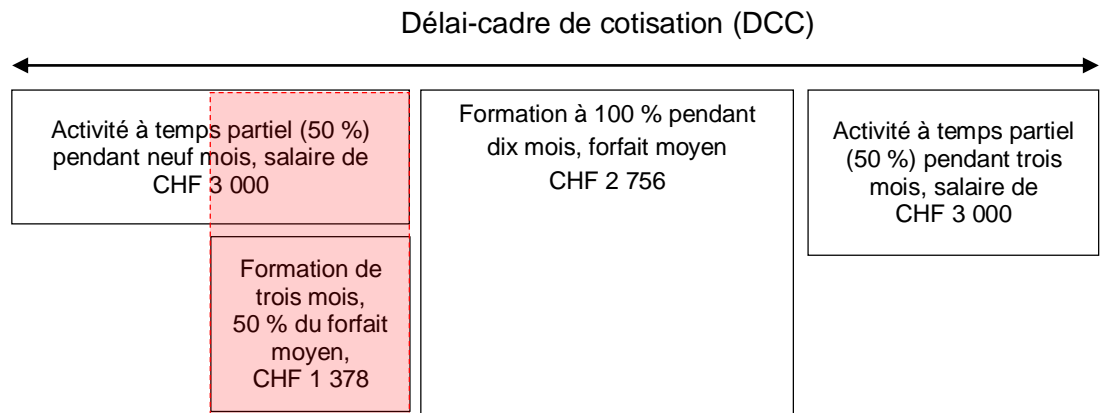 Délai-cadre de cotisation (DCC)
Activité à temps partiel (50 %)
pendant neuf mois, salaire de
CHF 3 000
Formation de
trois mois,
50 % du forfait
moyen,
CHF 1 378
Formation à 100 % pendant
dix mois, forfait moyen
CHF 2 756
Activité à temps partiel
(50 %) pendant trois
mois, salaire de
CHF 3 000